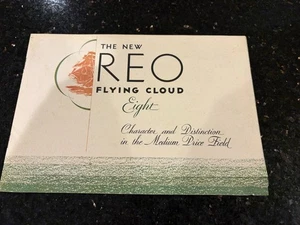 THE NEW
REO
FLYING CLOUD
Eight
Character and Distinction
in the Medium Price Field